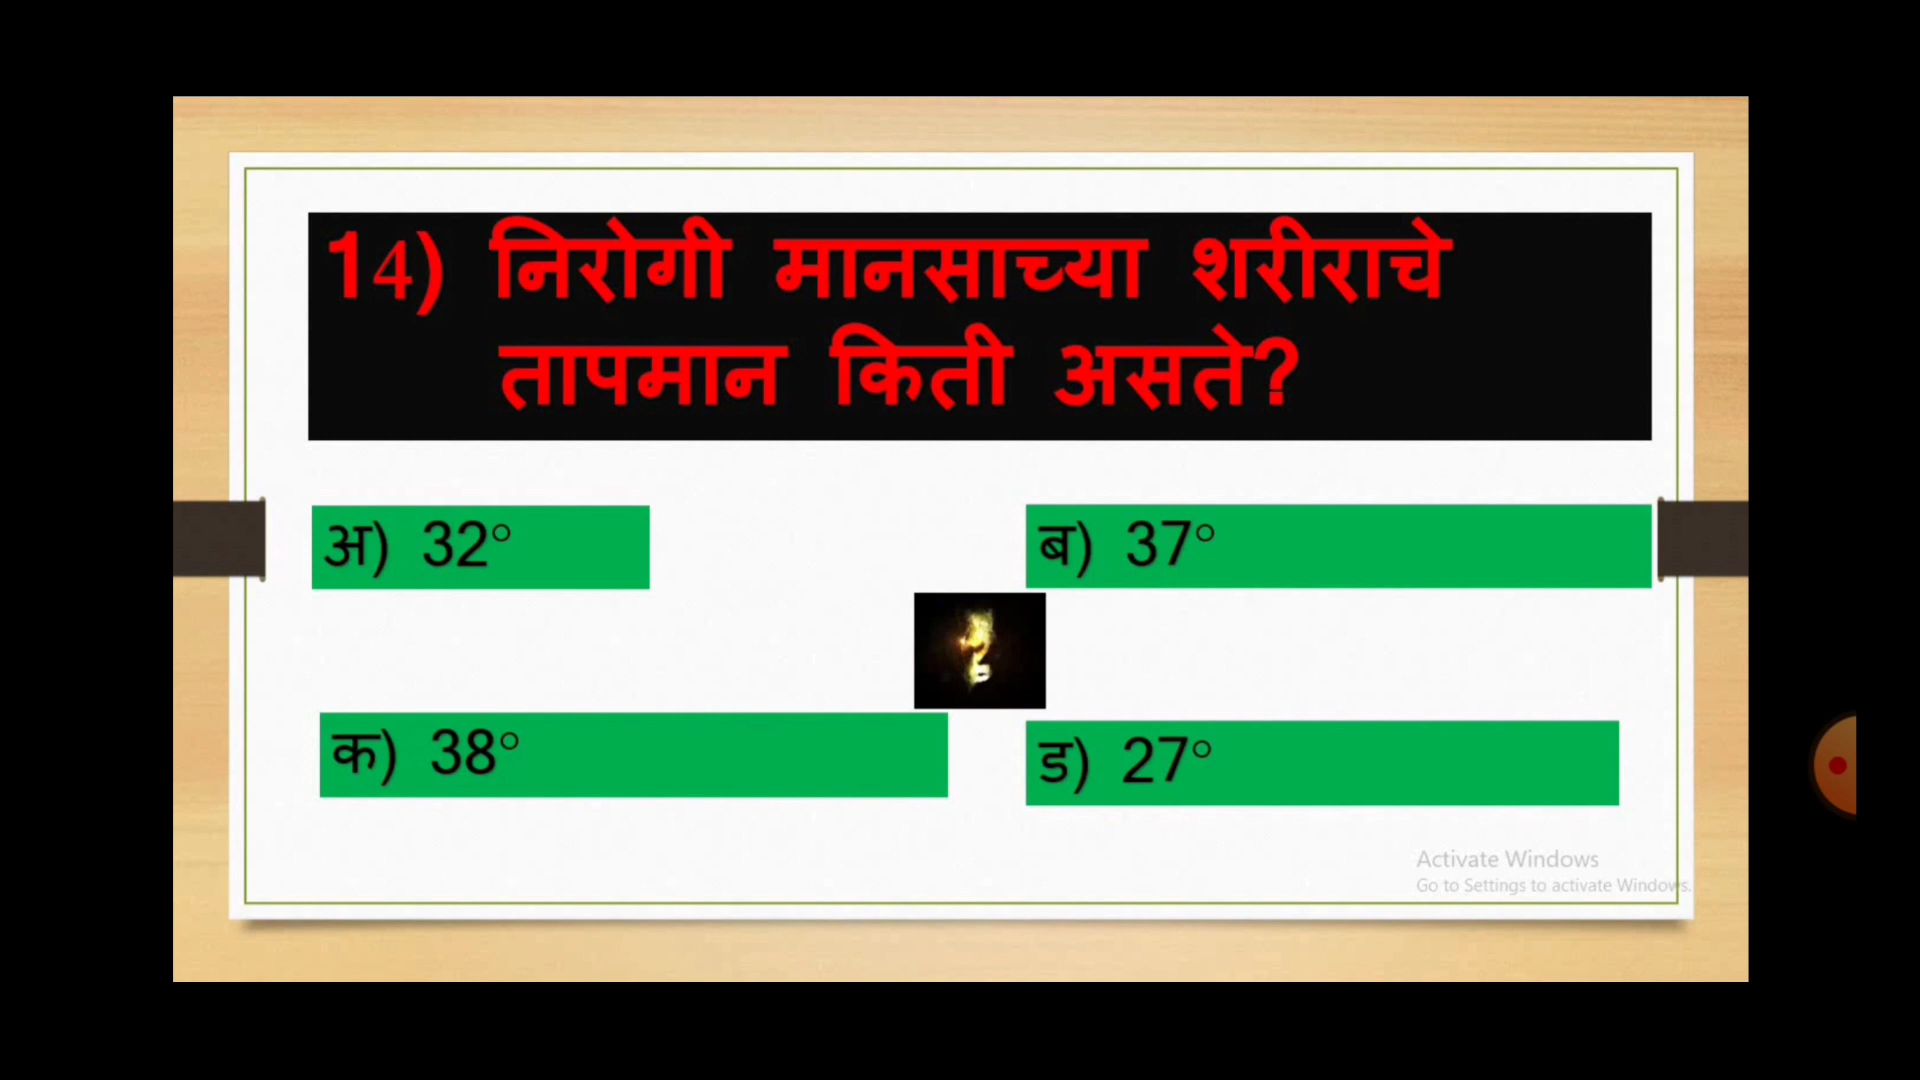 14) निरोगी मानसाच्या शरीराचे
तापमान किती असते?
अ) 32°
ब) 37°
क) 38°
ड) 27°
Activate Windows
Go to Settings to activate Windows.